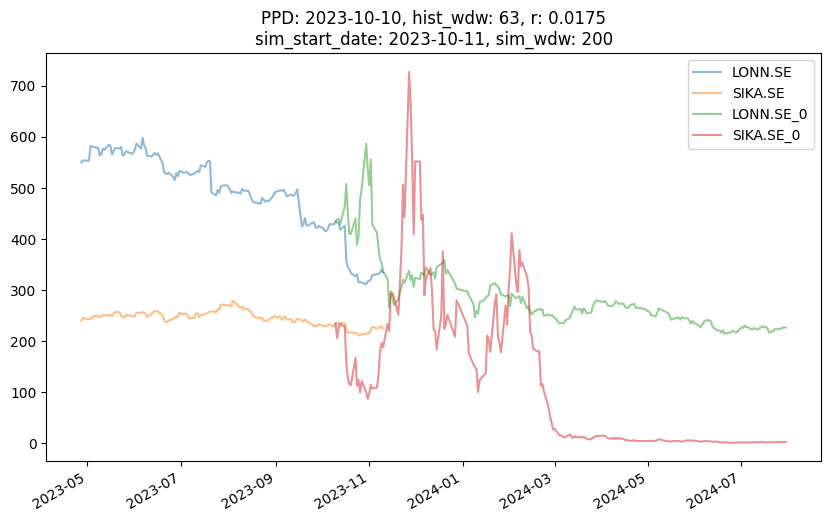 PPD: 2023-10-10, hist_wdw: 63, r: 0.0175
sim_start_date: 2023-10-11, sim_wdw: 200
LONN.SE
SIKA.SE
LONN.SE_0
SIKA.SE_0
700
600
500
400
300
200
100
0
2023-05
2023-07
2023-09
2023-11
2024-01
2024-03
2024-05
2024-07